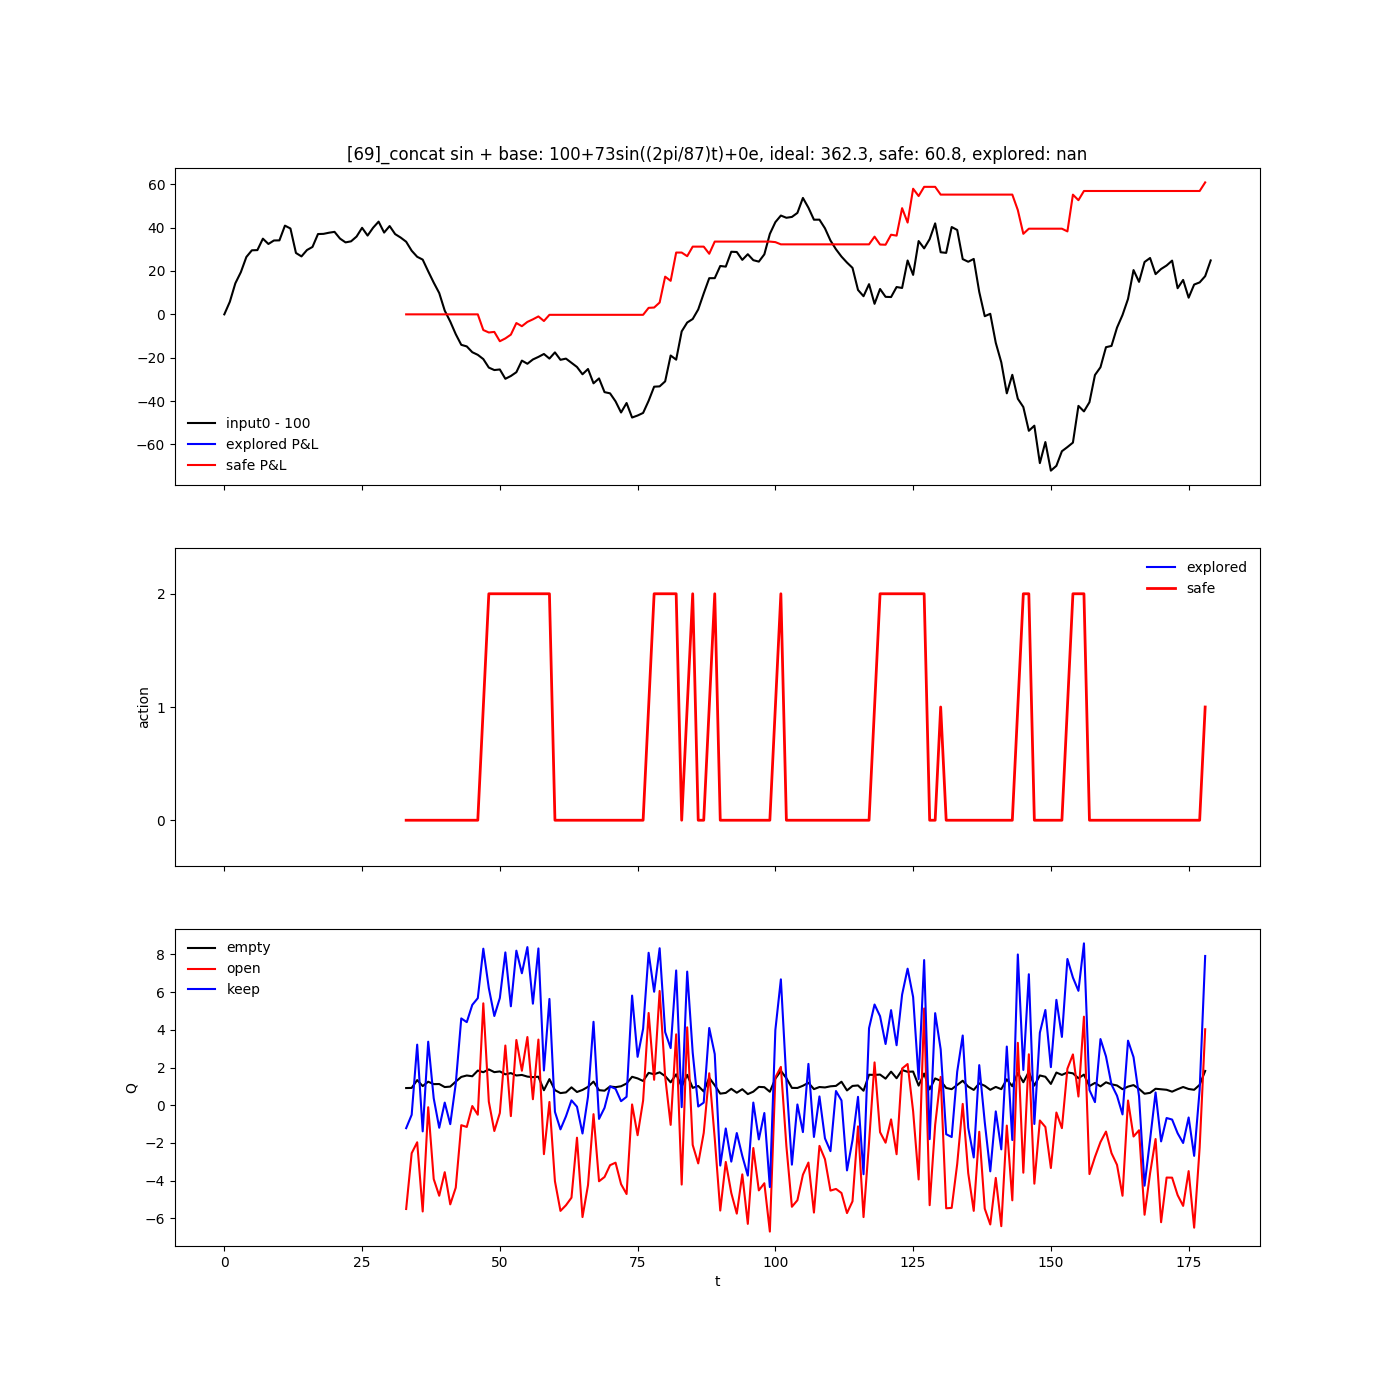 [69]_concat sin + base: 100+73sin((2pi/87)t)+0e, ideal: 362.3, safe: 60.8, explored: nan
60
40
20
0
−20
−40
−60
input0 - 100
explored P&L
safe P&L
action
2
1
0
explored
safe
Q
8
6
4
2
0
−2
−4
−6
empty
open
keep
0 25 50 75 100 125 150 175
t